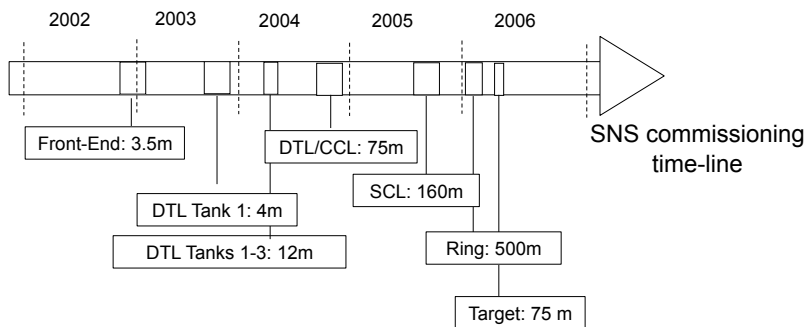 2002 2003 2004 2005 2006
SNS commissioning
time-line
Front-End: 3.5m
DTL/CCL: 75m
SCL: 160m
DTL Tank 1: 4m
DTL Tanks 1-3: 12m
Ring: 500m
Target: 75 m